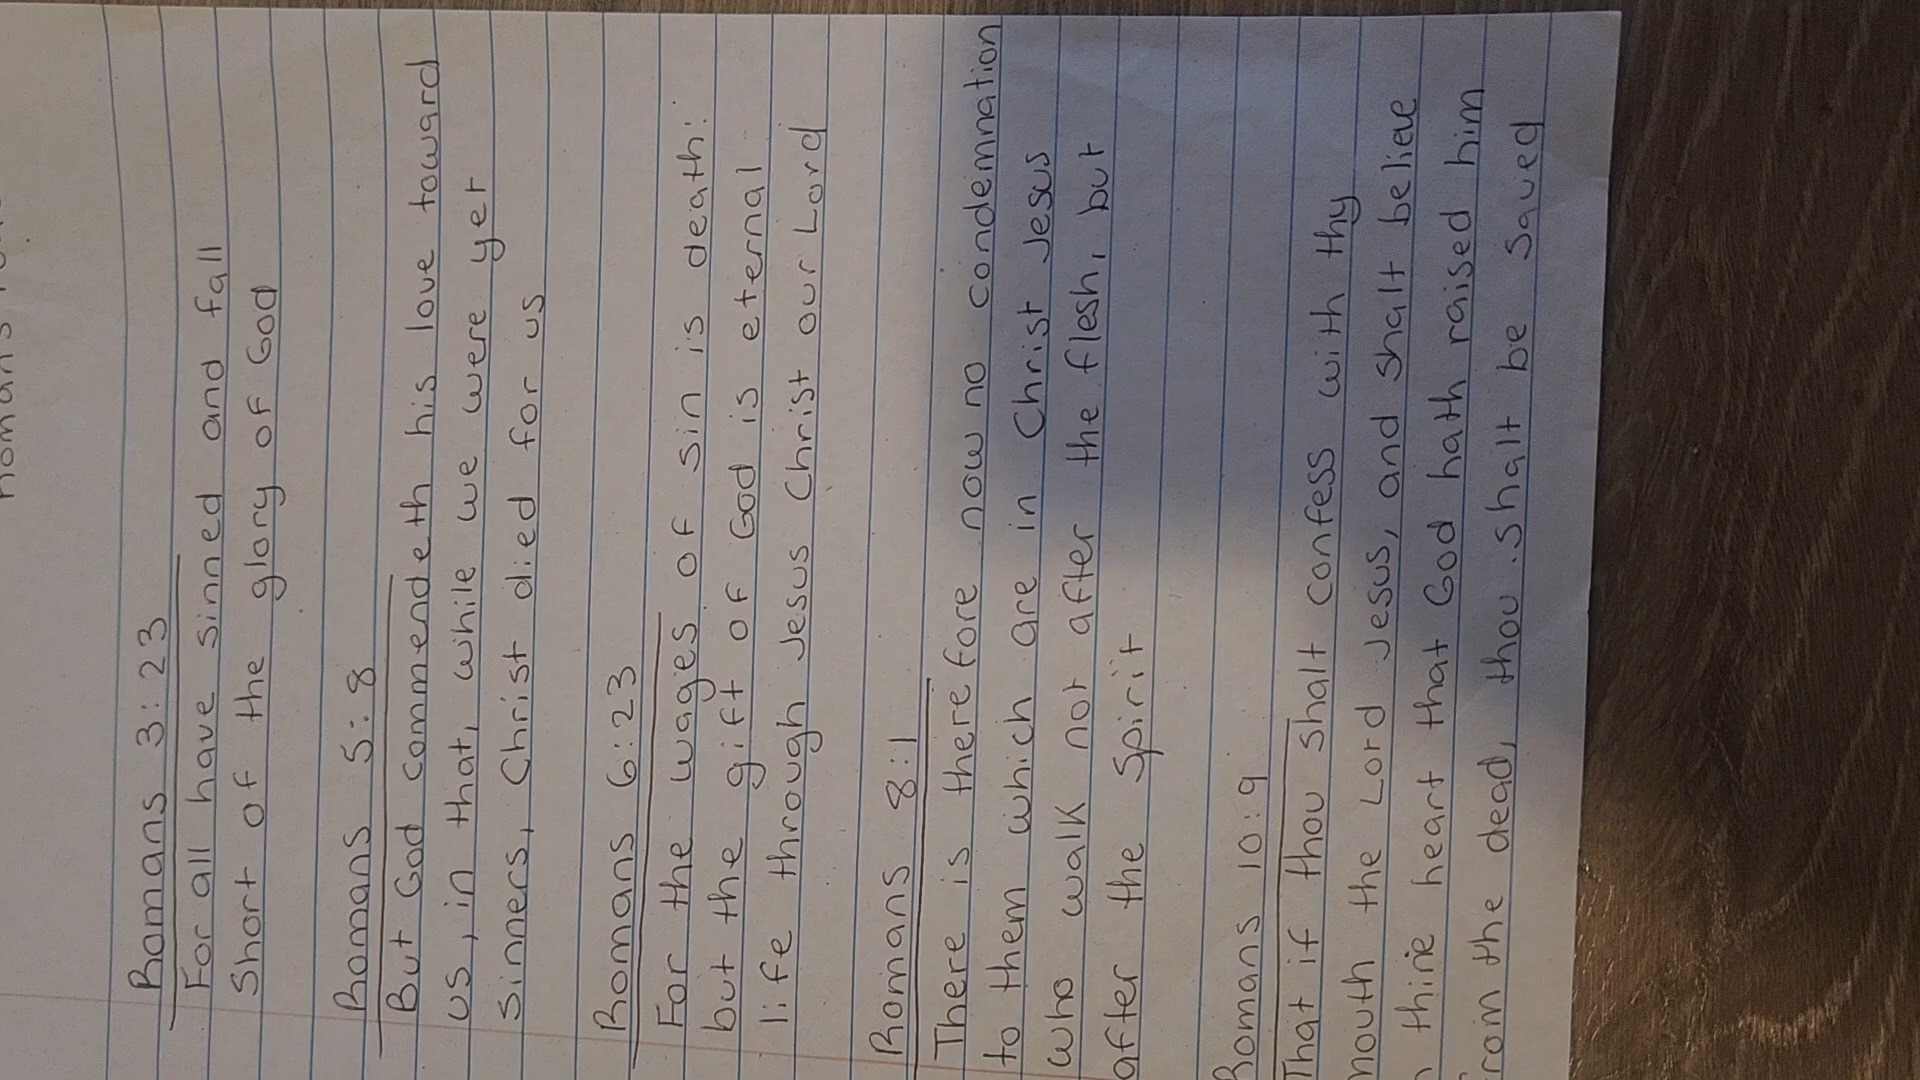 Romans 3:23
For all have sinned and fall
short of the glory of God
Romans 5:8
But God commendeth his love toward
us, in that, while we were yet
sinners, Christ died for us
Romans 6:23
For the wages of sin is death:
but the gift of God is eternal
life through Jesus Christ our Lord
Romans 8:1
There is therefore now no condemnation
to them which are in Christ Jesus
who walk not after the flesh, but
after the Spirit
Romans 10:9
That if thou shalt confess with thy
mouth the Lord Jesus, and shalt believe
in thine heart that God hath raised him
from the dead, thou shalt be saved